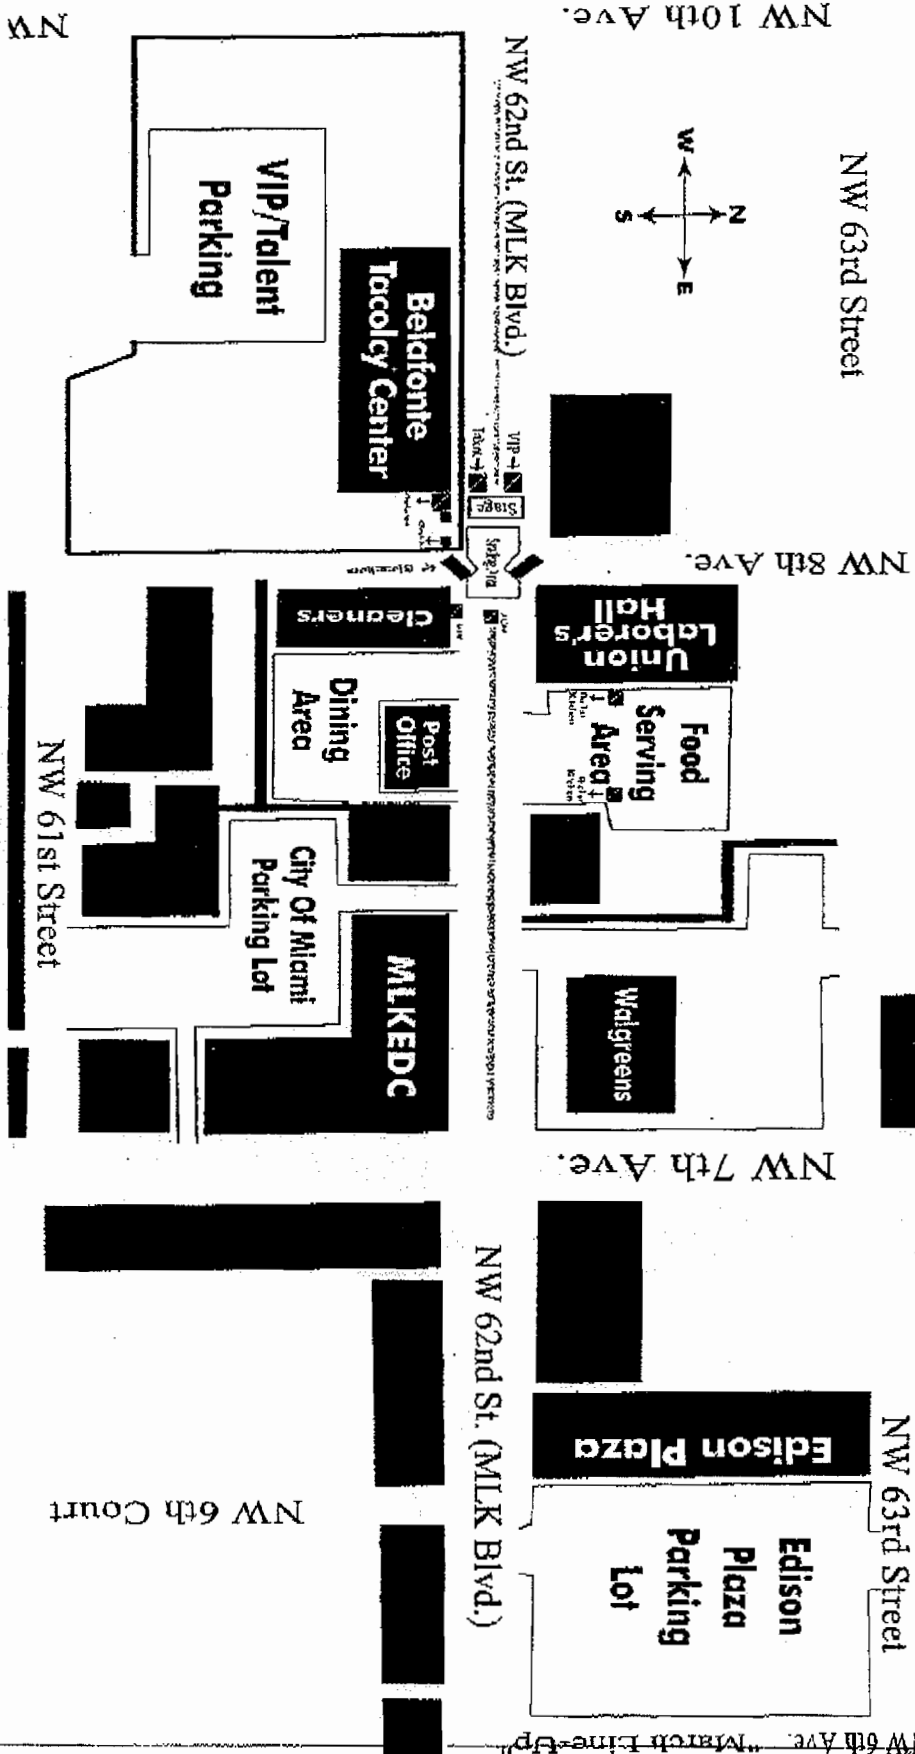 NW 10th Ave.
NW
NW 62nd St. (MLK Blvd.)
NW 63rd Street
W
N
S
E
VIP/Talent
Parking
Belafonte
Tacolcy Center
VIP
Stage
NW 8th Ave.
Cleaners
Union
Laborer's
Hall
Dining
Area
Post
Office
Food
Serving
Area
NW 61st Street
City Of Miami
Parking Lot
MLKEDC
Walgreens
NW 7th Ave.
NW 62nd St. (MLK Blvd.)
Edison Plaza
NW 63rd Street
NW 6th Court
Edison
Plaza
Parking
Lot
NW 6th Ave.
"March Line-Up"